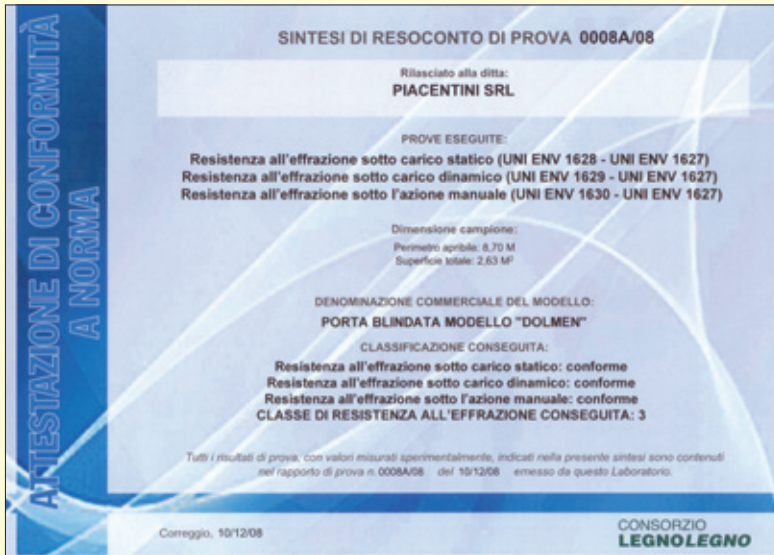 ATTESTAZIONE DI CONFORMITÀ
A NORMA
SINTESI DI RESOCONTO DI PROVA 0008A/08
Rilasciato alla ditta:
PIACENTINI SRL
PROVE ESEGUITE:
Resistenza all'effrazione sotto carico statico (UNI ENV 1628 - UNI ENV 1627)
Resistenza all'effrazione sotto carico dinamico (UNI ENV 1629 - UNI ENV 1627)
Resistenza all'effrazione sotto l'azione manuale (UNI ENV 1630 - UNI ENV 1627)
Dimensione campione:
Perimetro apribile: 8,70 M
Superficie totale: 2,63 M²
DENOMINAZIONE COMMERCIALE DEL MODELLO:
PORTA BLINDATA MODELLO "DOLMEN"
CLASSIFICAZIONE CONSEGUITA:
Resistenza all'effrazione sotto carico statico: conforme
Resistenza all'effrazione sotto carico dinamico: conforme
Resistenza all'effrazione sotto l'azione manuale: conforme
CLASSE DI RESISTENZA ALL'EFFRAZIONE CONSEGUITA: 3
Tutti i risultati di prova, con valori misurati sperimentalmente, indicati nella presente sintesi sono contenuti
nel rapporto di prova n. 0008A/08 del 10/12/08 emesso da questo Laboratorio.
Correggio, 10/12/08
CONSORZIO
LEGNOLEGNO